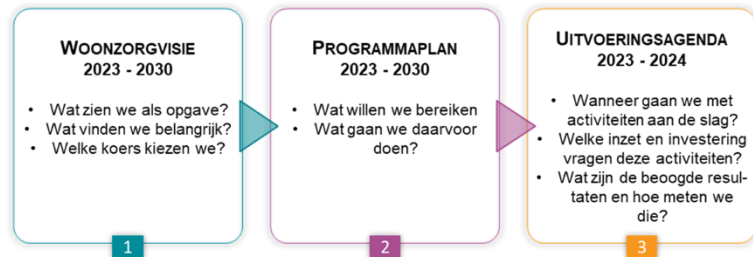 WOONZORGVISIE
2023 - 2030
• Wat zien we als opgave?
• Wat vinden we belangrijk?
• Welke koers kiezen we?
1
PROGRAMMAPLAN
2023 - 2030
• Wat willen we bereiken
• Wat gaan we daarvoor
doen?
2
UITVOERINGSAGENDA
2023 - 2024
• Wanneer gaan we met
activiteiten aan de slag?
• Welke inzet en investering
vragen deze activiteiten?
• Wat zijn de beoogde resul-
taten en hoe meten we
die?
3